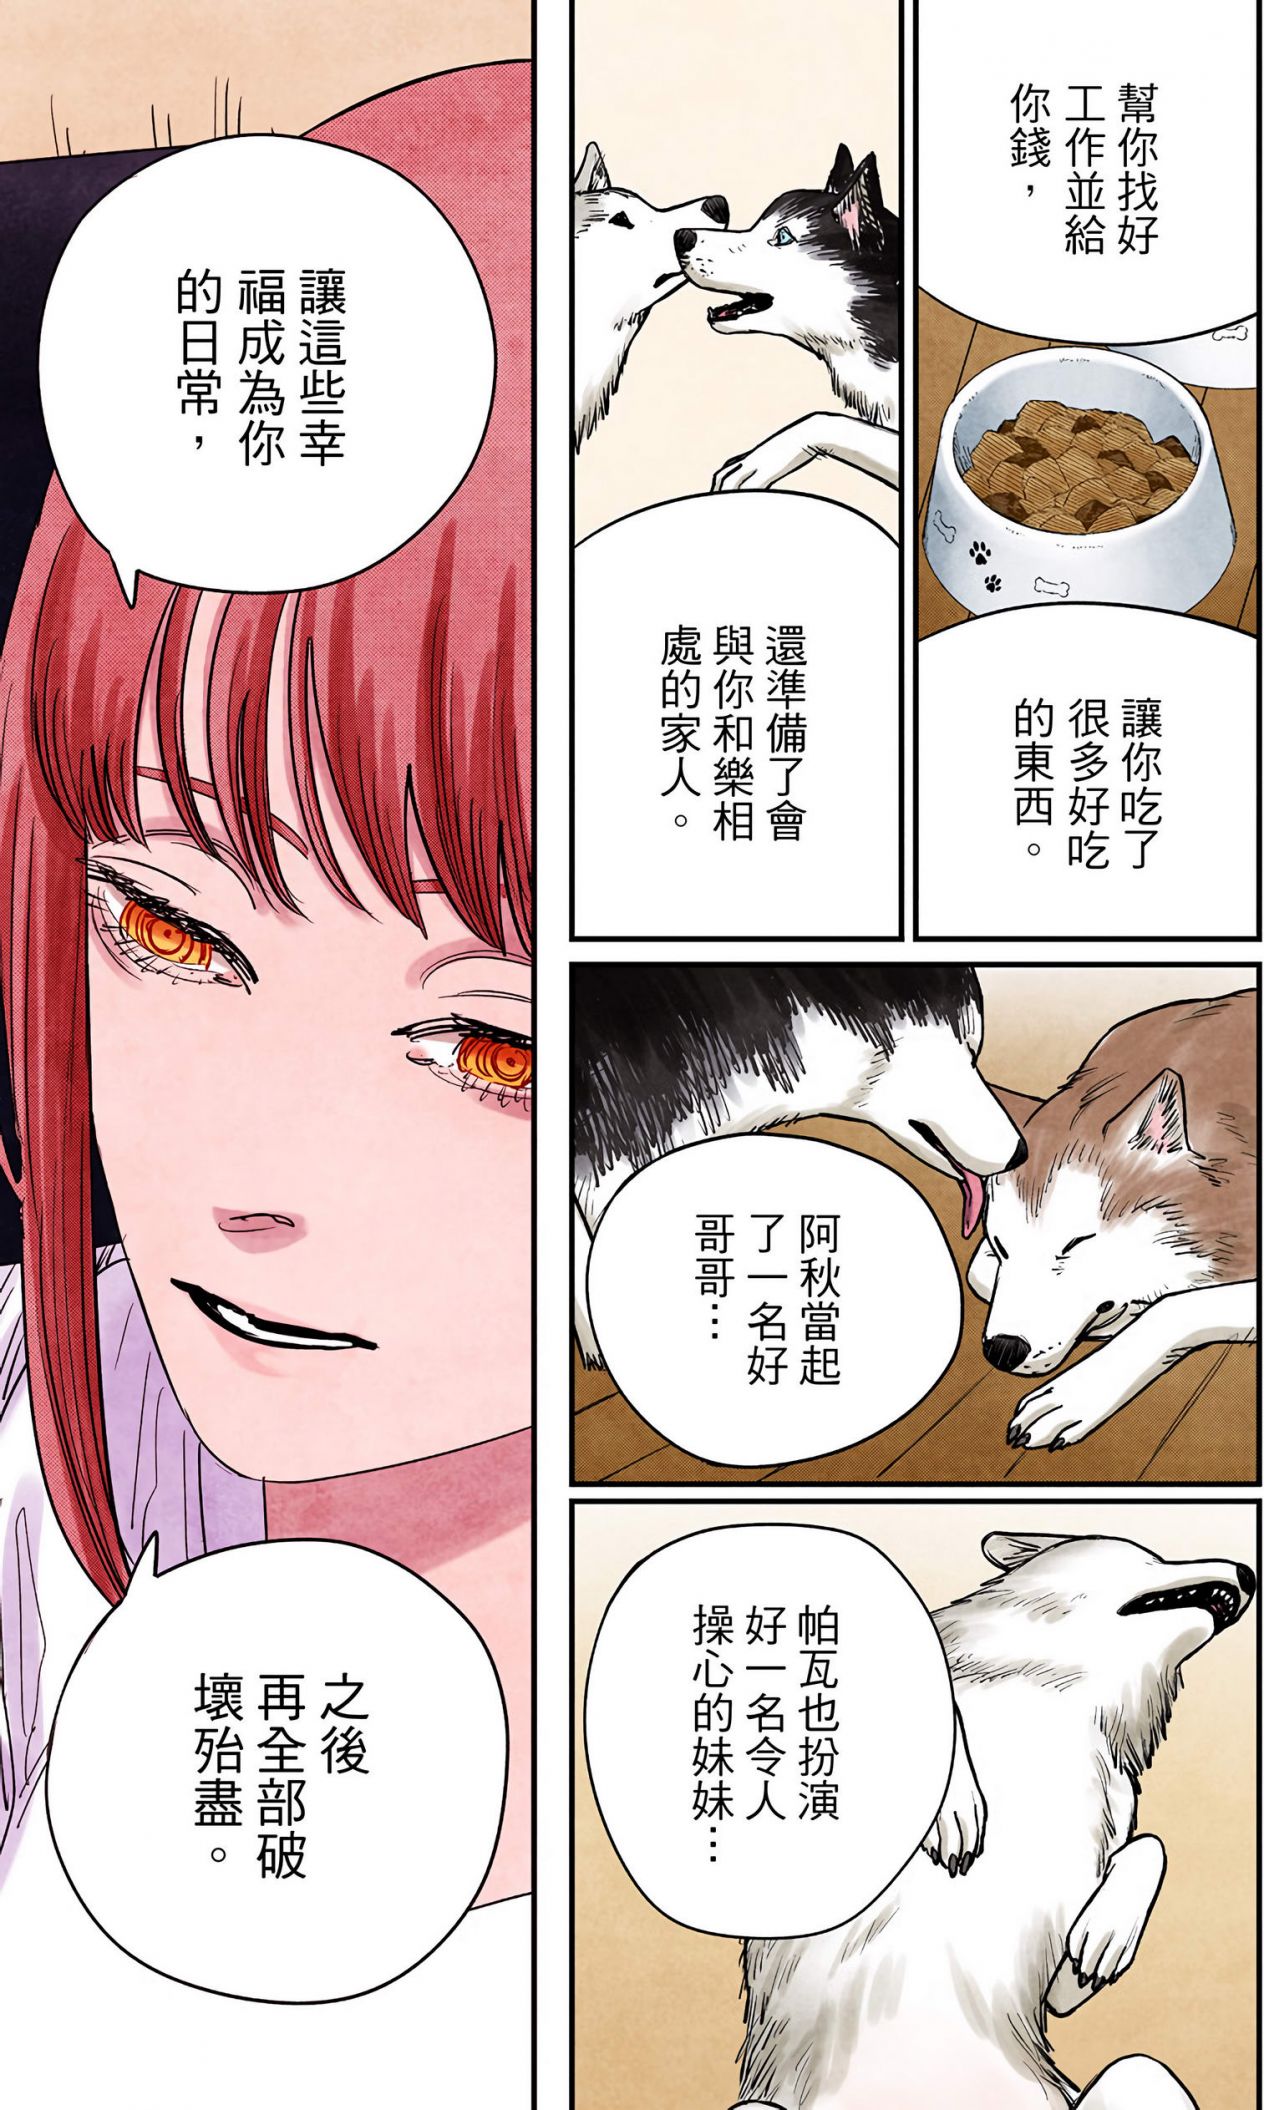 幫你找好
工作並給
你錢，
讓你吃了
很多好吃
的東西。
還準備了會
與你和樂相
處的家人。
阿秋當起
了一名好
哥哥…
帕瓦也扮演
好一名令人
操心的妹妹…
讓這些幸
福成為你
的日常，
之後
再全部破
壞殆盡。